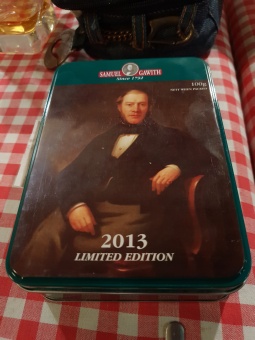 SAMUEL GAWITH
Since 1792
100g
2013
LIMITED EDITION